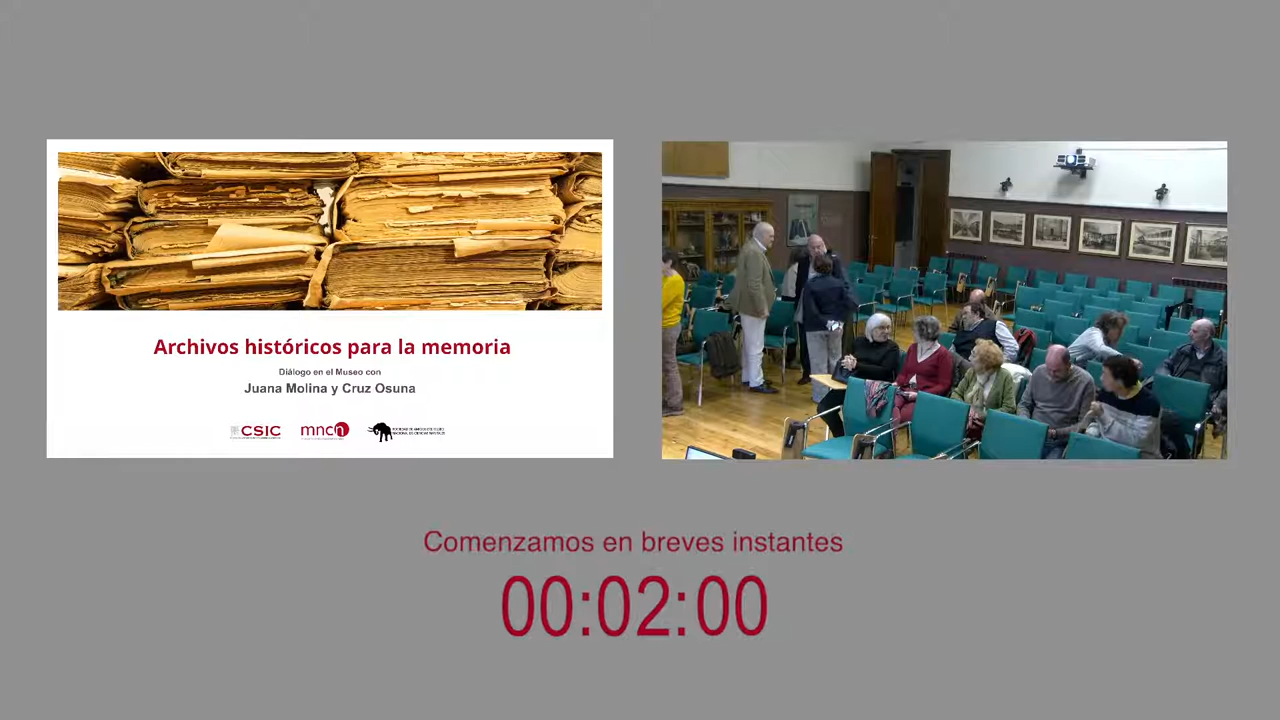 Archivos históricos para la memoria
Diálogo en el Museo con
Juana Molina y Cruz Osuna
CSIC
mncn
Comenzamos en breves instantes
00:02:00